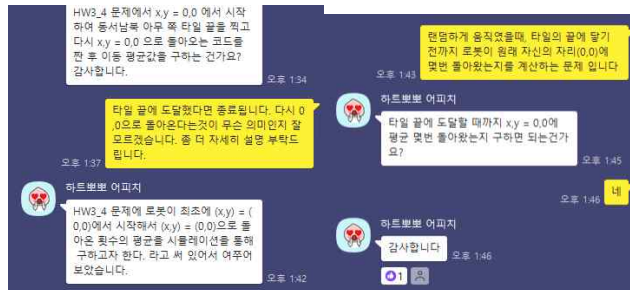 HW3_4 문제에서 x,y = 0,0 에서 시작
하여 동서남북 아무 쪽 타일 끝을 찍고
다시 x,y = 0,0 으로 돌아오는 코드를
짠 후 이동 평균값을 구하는 건가요?
감사합니다.
오후 1:34
타일 끝에 도달했다면 종료됩니다. 다시 0
,0으로 돌아온다는것이 무슨 의미인지 잘
모르겠습니다. 좀 더 자세히 설명 부탁드
립니다.
오후 1:37
하트뽀뽀 어피치
HW3_4 문제에 로봇이 최초에 (x,y) = (
0,0)에서 시작해서 (x,y) = (0,0)으로 돌
아온 횟수의 평균을 시뮬레이션을 통해
구하고자 한다. 라고 써 있어서 여쭈어
보았습니다.
오후 1:42
랜덤하게 움직였을때, 타일의 끝에 닿기
전까지 로봇이 원래 자신의 자리(0,0)에
몇번 돌아왔는지를 계산하는 문제 입니다
오후 1:43
하트뽀뽀 어피치
타일 끝에 도달할 때까지 x,y = 0,0에
평균 몇번 돌아왔는지 구하면 되는건가
요?
오후 1:45
네
오후 1:46
하트뽀뽀 어피치
감사합니다
오후 1:46
1